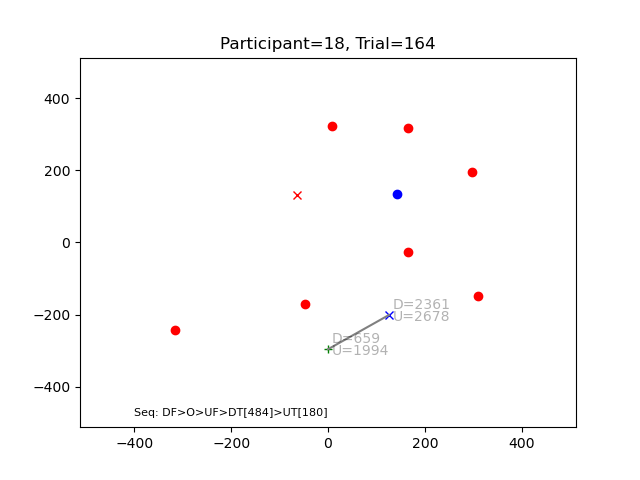 Participant=18, Trial=164
400
200
0
−200
−400
D=2361
U=2678
D=659
U=1994
Seq: DF>O>UF>DT[484]>UT[180]
−400
−200
0
200
400